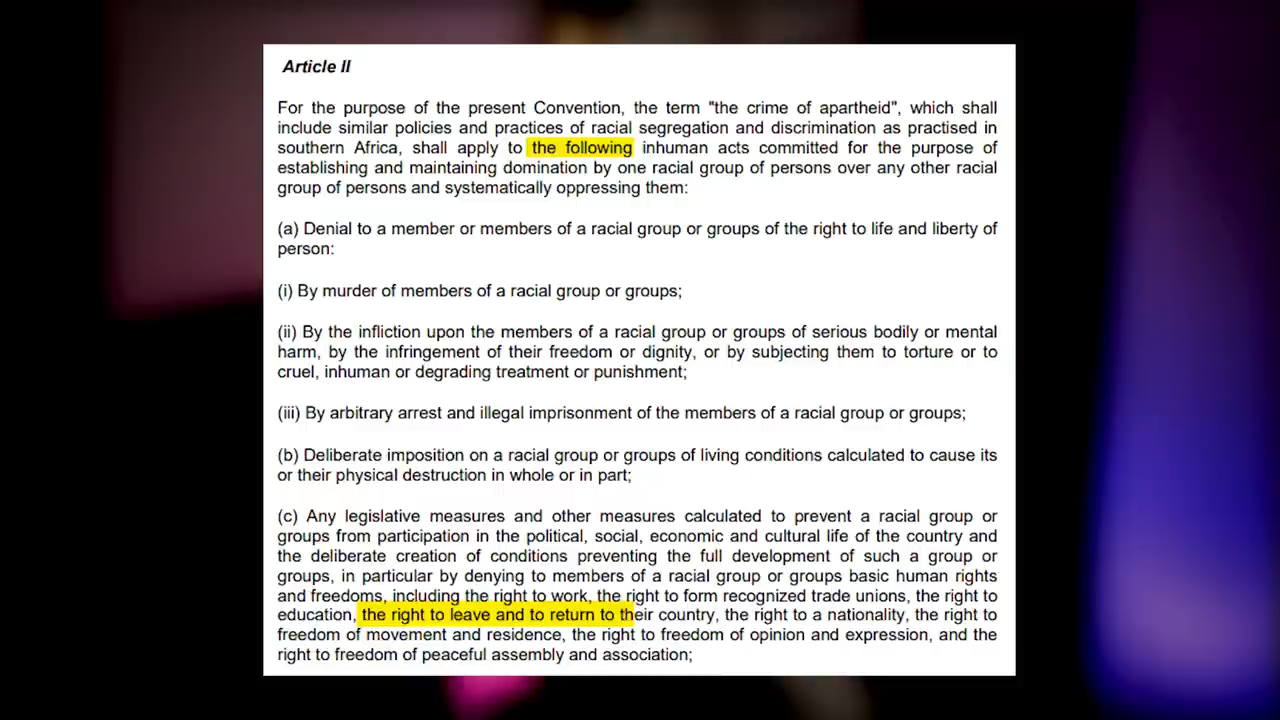 Article II
For the purpose of the present Convention, the term "the crime of apartheid", which shall
include similar policies and practices of racial segregation and discrimination as practised in
southern Africa, shall apply to the following inhuman acts committed for the purpose of
establishing and maintaining domination by one racial group of persons over any other racial
group of persons and systematically oppressing them:
(a) Denial to a member or members of a racial group or groups of the right to life and liberty of
person:
(i) By murder of members of a racial group or groups;
(ii) By the infliction upon the members of a racial group or groups of serious bodily or mental
harm, by the infringement of their freedom or dignity, or by subjecting them to torture or to
cruel, inhuman or degrading treatment or punishment;
(iii) By arbitrary arrest and illegal imprisonment of the members of a racial group or groups;
(b) Deliberate imposition on a racial group or groups of living conditions calculated to cause its
or their physical destruction in whole or in part;
(c) Any legislative measures and other measures calculated to prevent a racial group or
groups from participation in the political, social, economic and cultural life of the country and
the deliberate creation of conditions preventing the full development of such a group or
groups, in particular by denying to members of a racial group or groups basic human rights
and freedoms, including the right to work, the right to form recognized trade unions, the right to
education, the right to leave and to return to their country, the right to a nationality, the right to
freedom of movement and residence, the right to freedom of opinion and expression, and the
right to freedom of peaceful assembly and association;